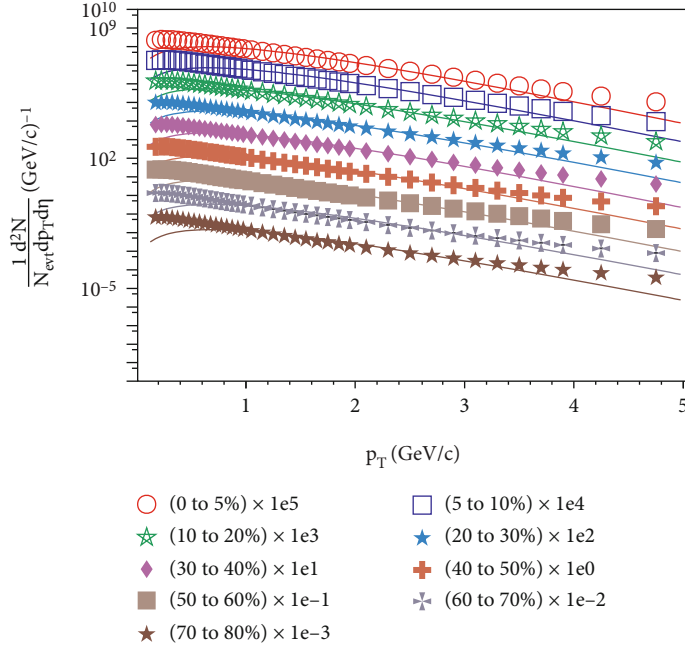 10^10
10^9
10^2
10^−5
1 d²N
N_evt dp_T dη
(GeV/c)^−1
1
2
3
4
5
p_T (GeV/c)
(0 to 5%) × 1e5
(5 to 10%) × 1e4
(10 to 20%) × 1e3
(20 to 30%) × 1e2
(30 to 40%) × 1e1
(40 to 50%) × 1e0
(50 to 60%) × 1e−1
(60 to 70%) × 1e−2
(70 to 80%) × 1e−3